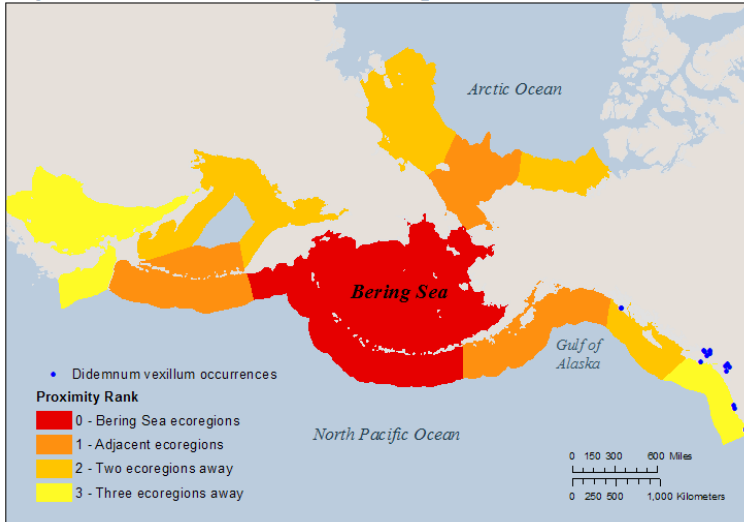 Arctic Ocean
Bering Sea
Gulf of
Alaska
Didemnum vexillum occurrences
Proximity Rank
0 - Bering Sea ecoregions
1 - Adjacent ecoregions
2 - Two ecoregions away
3 - Three ecoregions away
North Pacific Ocean
0 150 300 600 Miles
0 250 500 1,000 Kilometers